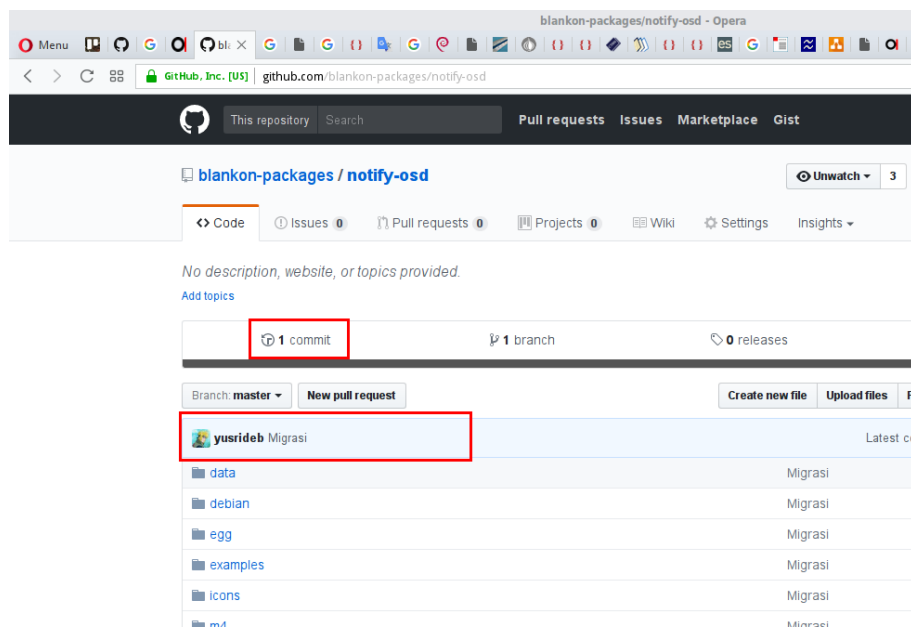 blankon-packages/notify-osd - Opera
Menu
GitHub, Inc. [US] github.com/blankon-packages/notify-osd
This repository Search Pull requests Issues Marketplace Gist
blankon-packages / notify-osd Unwatch 3
Code Issues 0 Pull requests 0 Projects 0 Wiki Settings Insights
No description, website, or topics provided.
Add topics
1 commit 1 branch 0 releases
Branch: master New pull request Create new file Upload files
yusrideb Migrasi Latest
data Migrasi
debian Migrasi
egg Migrasi
examples Migrasi
icons Migrasi
m4 Migrasi